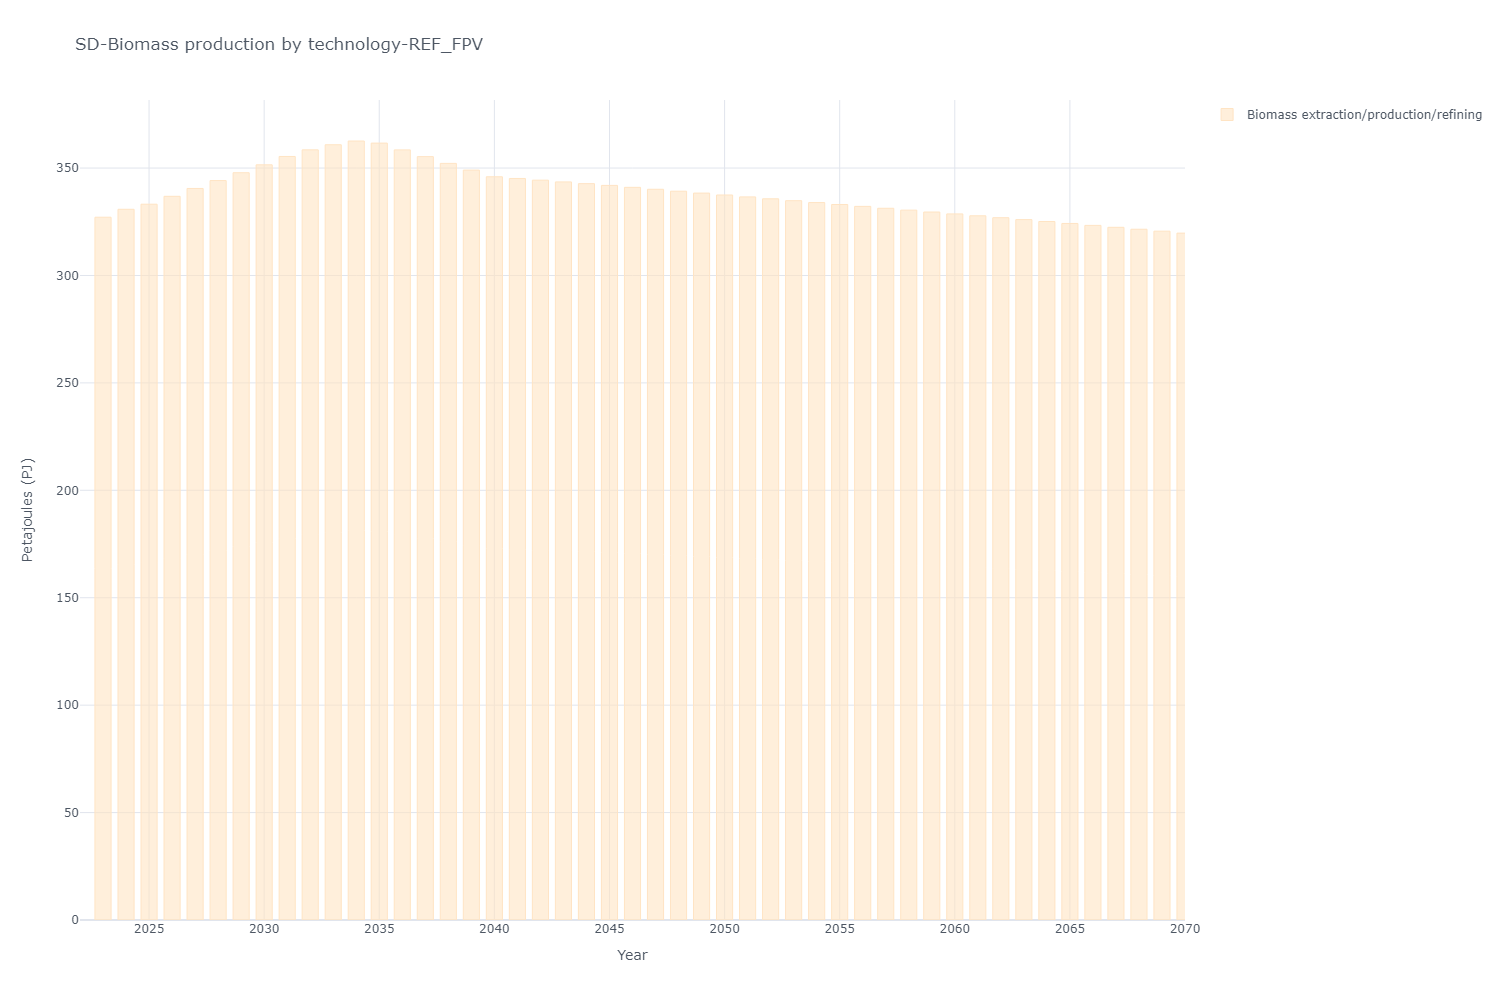 SD-Biomass production by technology-REF_FPV
Biomass extraction/production/refining
350
300
250
200
150
100
50
0
Petajoules (PJ)
2025 2030 2035 2040 2045 2050 2055 2060 2065 2070
Year